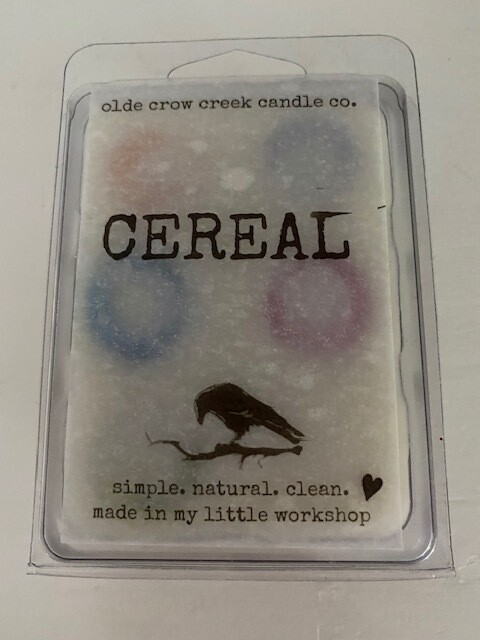 olde crow creek candle co.
CEREAL
simple. natural. clean.
made in my little workshop